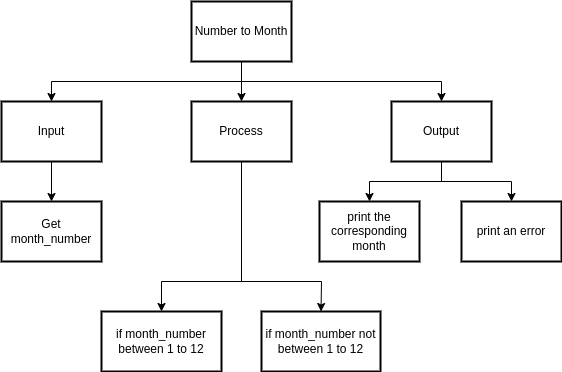 Number to Month
Input
Process
Output
Get
month_number
print the
corresponding
month
print an error
if month_number
between 1 to 12
if month_number not
between 1 to 12